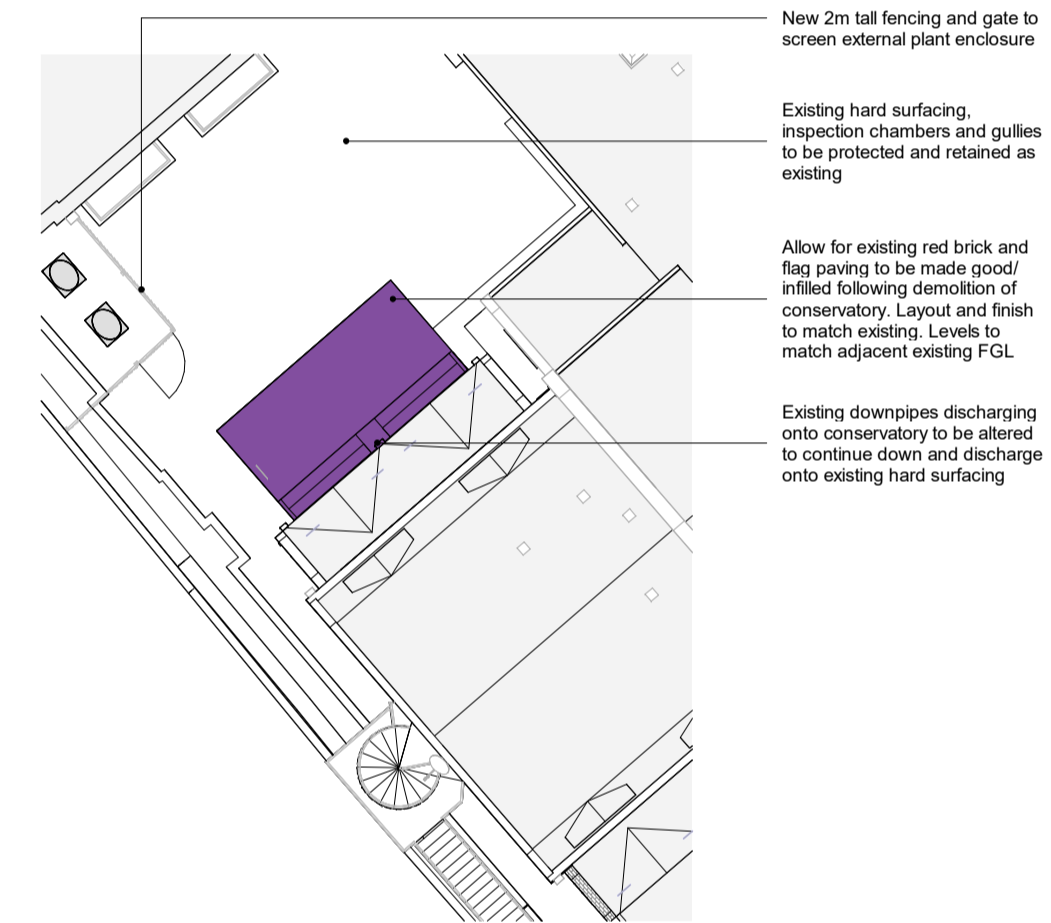 New 2m tall fencing and gate to
screen external plant enclosure
Existing hard surfacing,
inspection chambers and gullies
to be protected and retained as
existing
Allow for existing red brick and
flag paving to be made good/
infilled following demolition of
conservatory. Layout and finish
to match existing. Levels to
match adjacent existing FGL
Existing downpipes discharging
onto conservatory to be altered
to continue down and discharge
onto existing hard surfacing